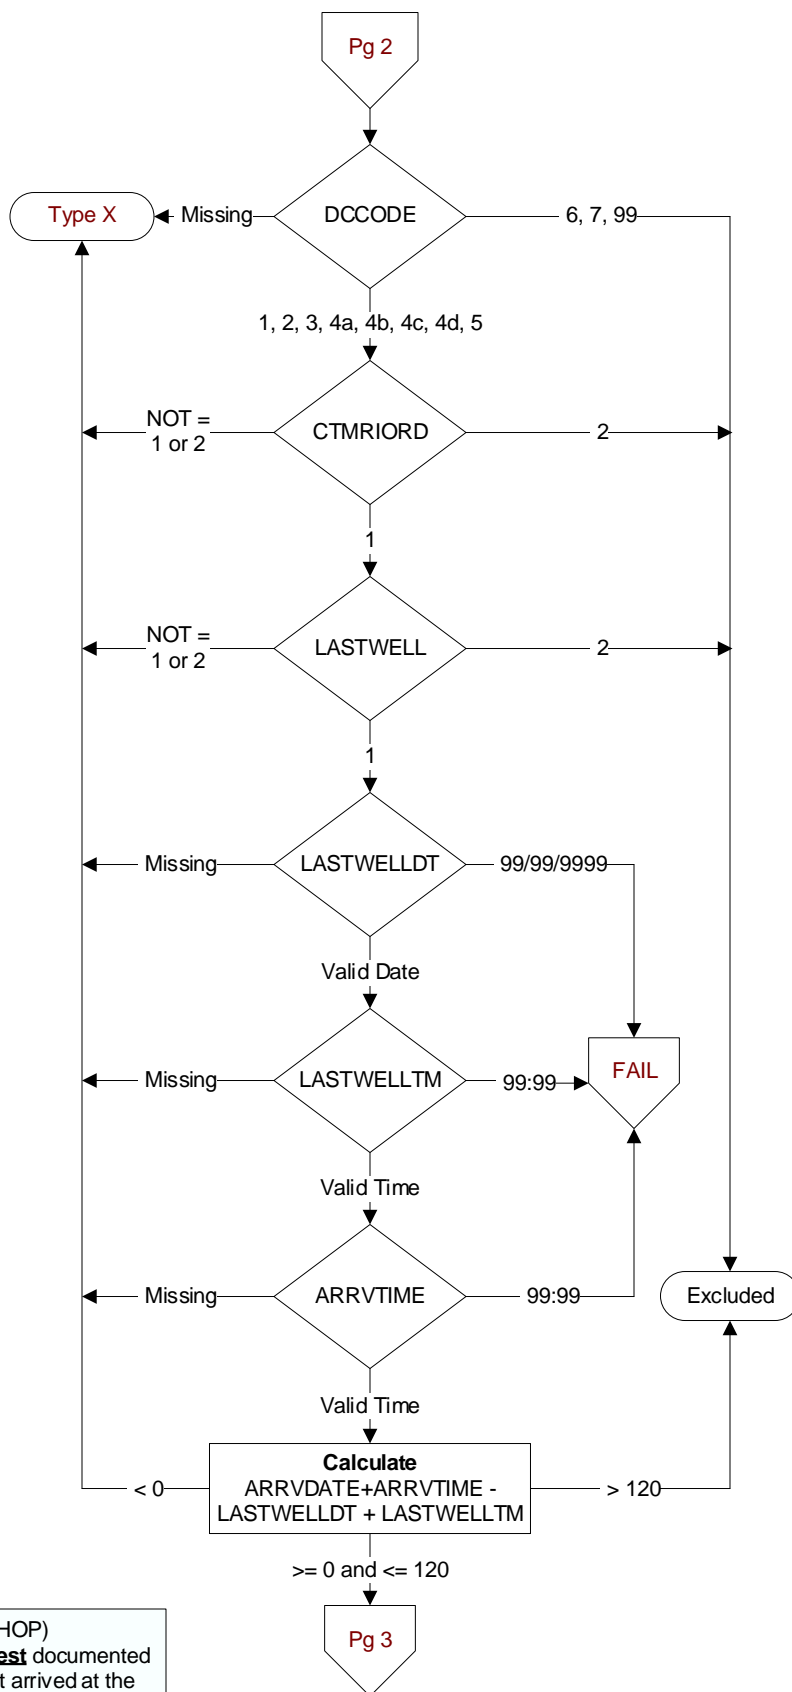 Pg 2
DCCODE
Type X
Missing
6, 7, 99
1, 2, 3, 4a, 4b, 4c, 4d, 5
NOT =
1 or 2
CTMRIORD
2
1
NOT =
1 or 2
LASTWELL
2
1
Missing
LASTWELLDT
99/99/9999
Valid Date
Missing
LASTWELLTM
99:99
FAIL
Valid Time
Missing
ARRVTIME
99:99
Excluded
Valid Time
Calculate
ARRVDATE+ARRVTIME -
LASTWELLDT + LASTWELLTM
< 0
> 120
>= 0 and <= 120
Pg 3
HOP)
est documented
t arrived at the